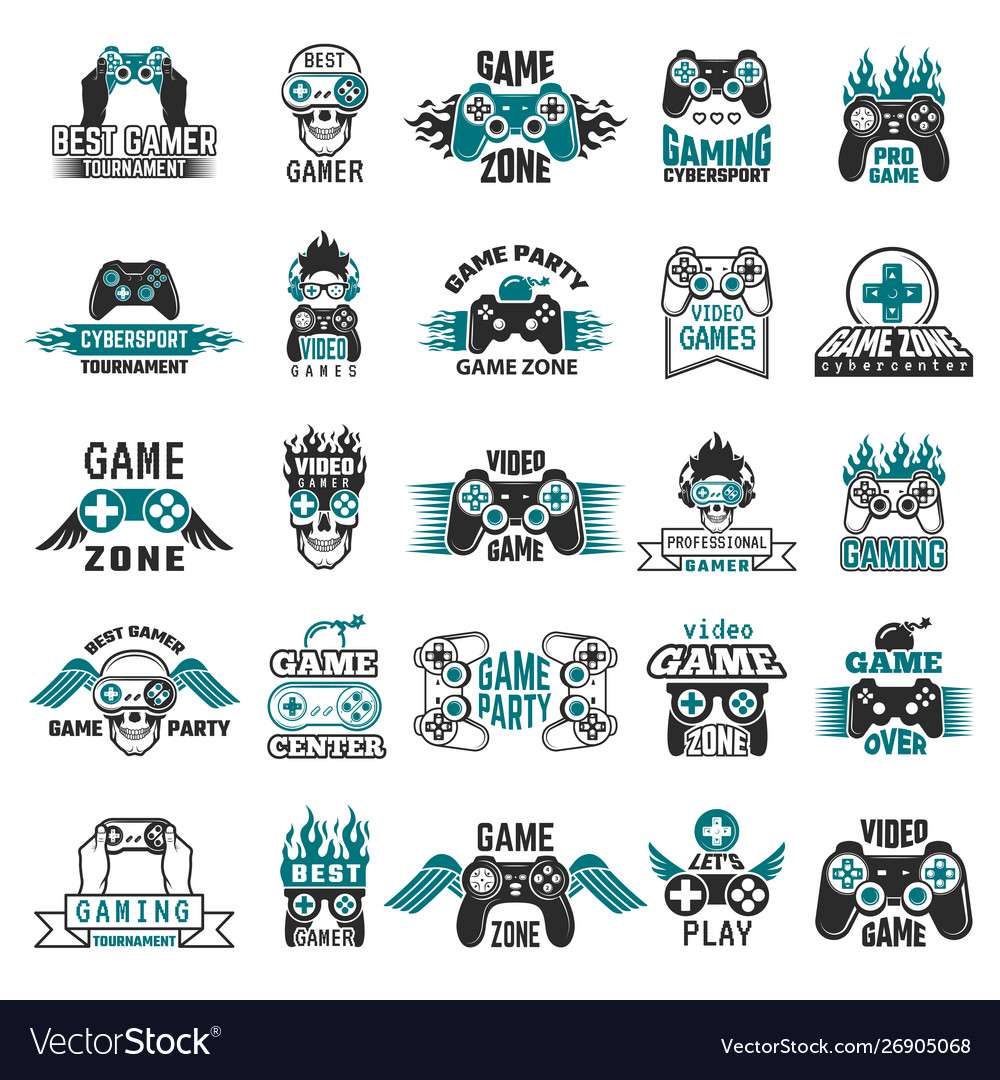 BEST GAMER
TOURNAMENT
BEST
GAMER
GAME
ZONE
GAMING
CYBERSPORT
PRO
GAME
CYBERSPORT
TOURNAMENT
VIDEO
GAMES
GAME PARTY
GAME ZONE
VIDEO
GAMES
GAME ZONE
cybercenter
GAME
ZONE
VIDEO
GAMER
VIDEO
GAME
PROFESSIONAL
GAMER
GAMING
BEST GAMER
GAME PARTY
GAME
CENTER
GAME
PARTY
video
GAME
ZONE
GAME
OVER
GAMING
TOURNAMENT
BEST
GAMER
GAME
ZONE
LET'S
PLAY
VIDEO
GAME
VectorStock®
VectorStock.com/26905068